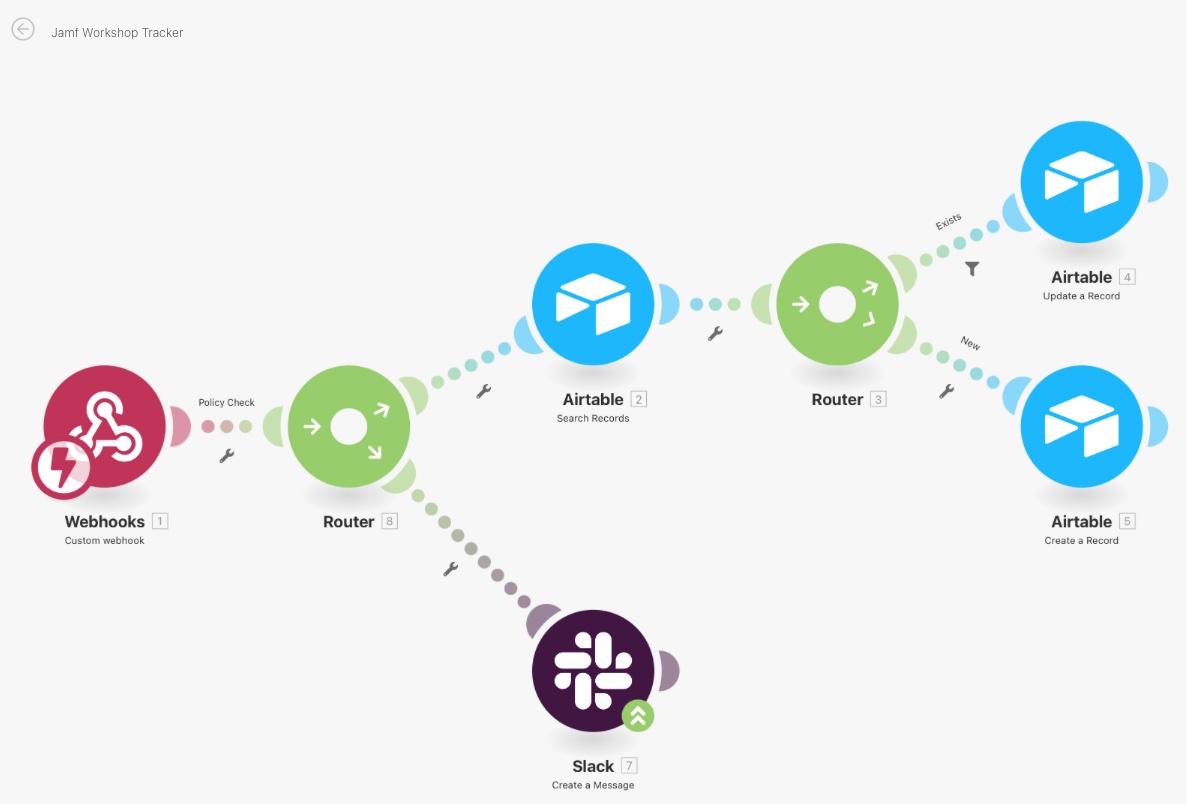 Jamf Workshop Tracker
Exists
Airtable 4
Update a Record
New
Airtable 2
Search Records
Router 3
Policy Check
Webhooks 1
Custom webhook
Router 8
Airtable 5
Create a Record
Slack 7
Create a Message